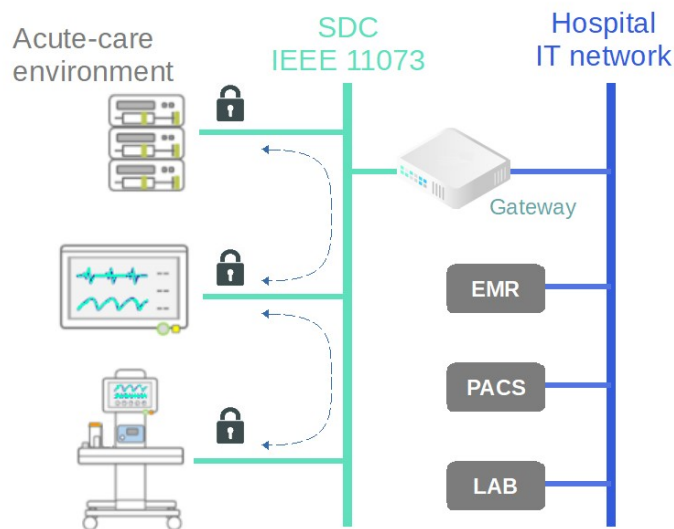 Acute-care
environment
SDC
IEEE 11073
Hospital
IT network
Gateway
EMR
PACS
LAB